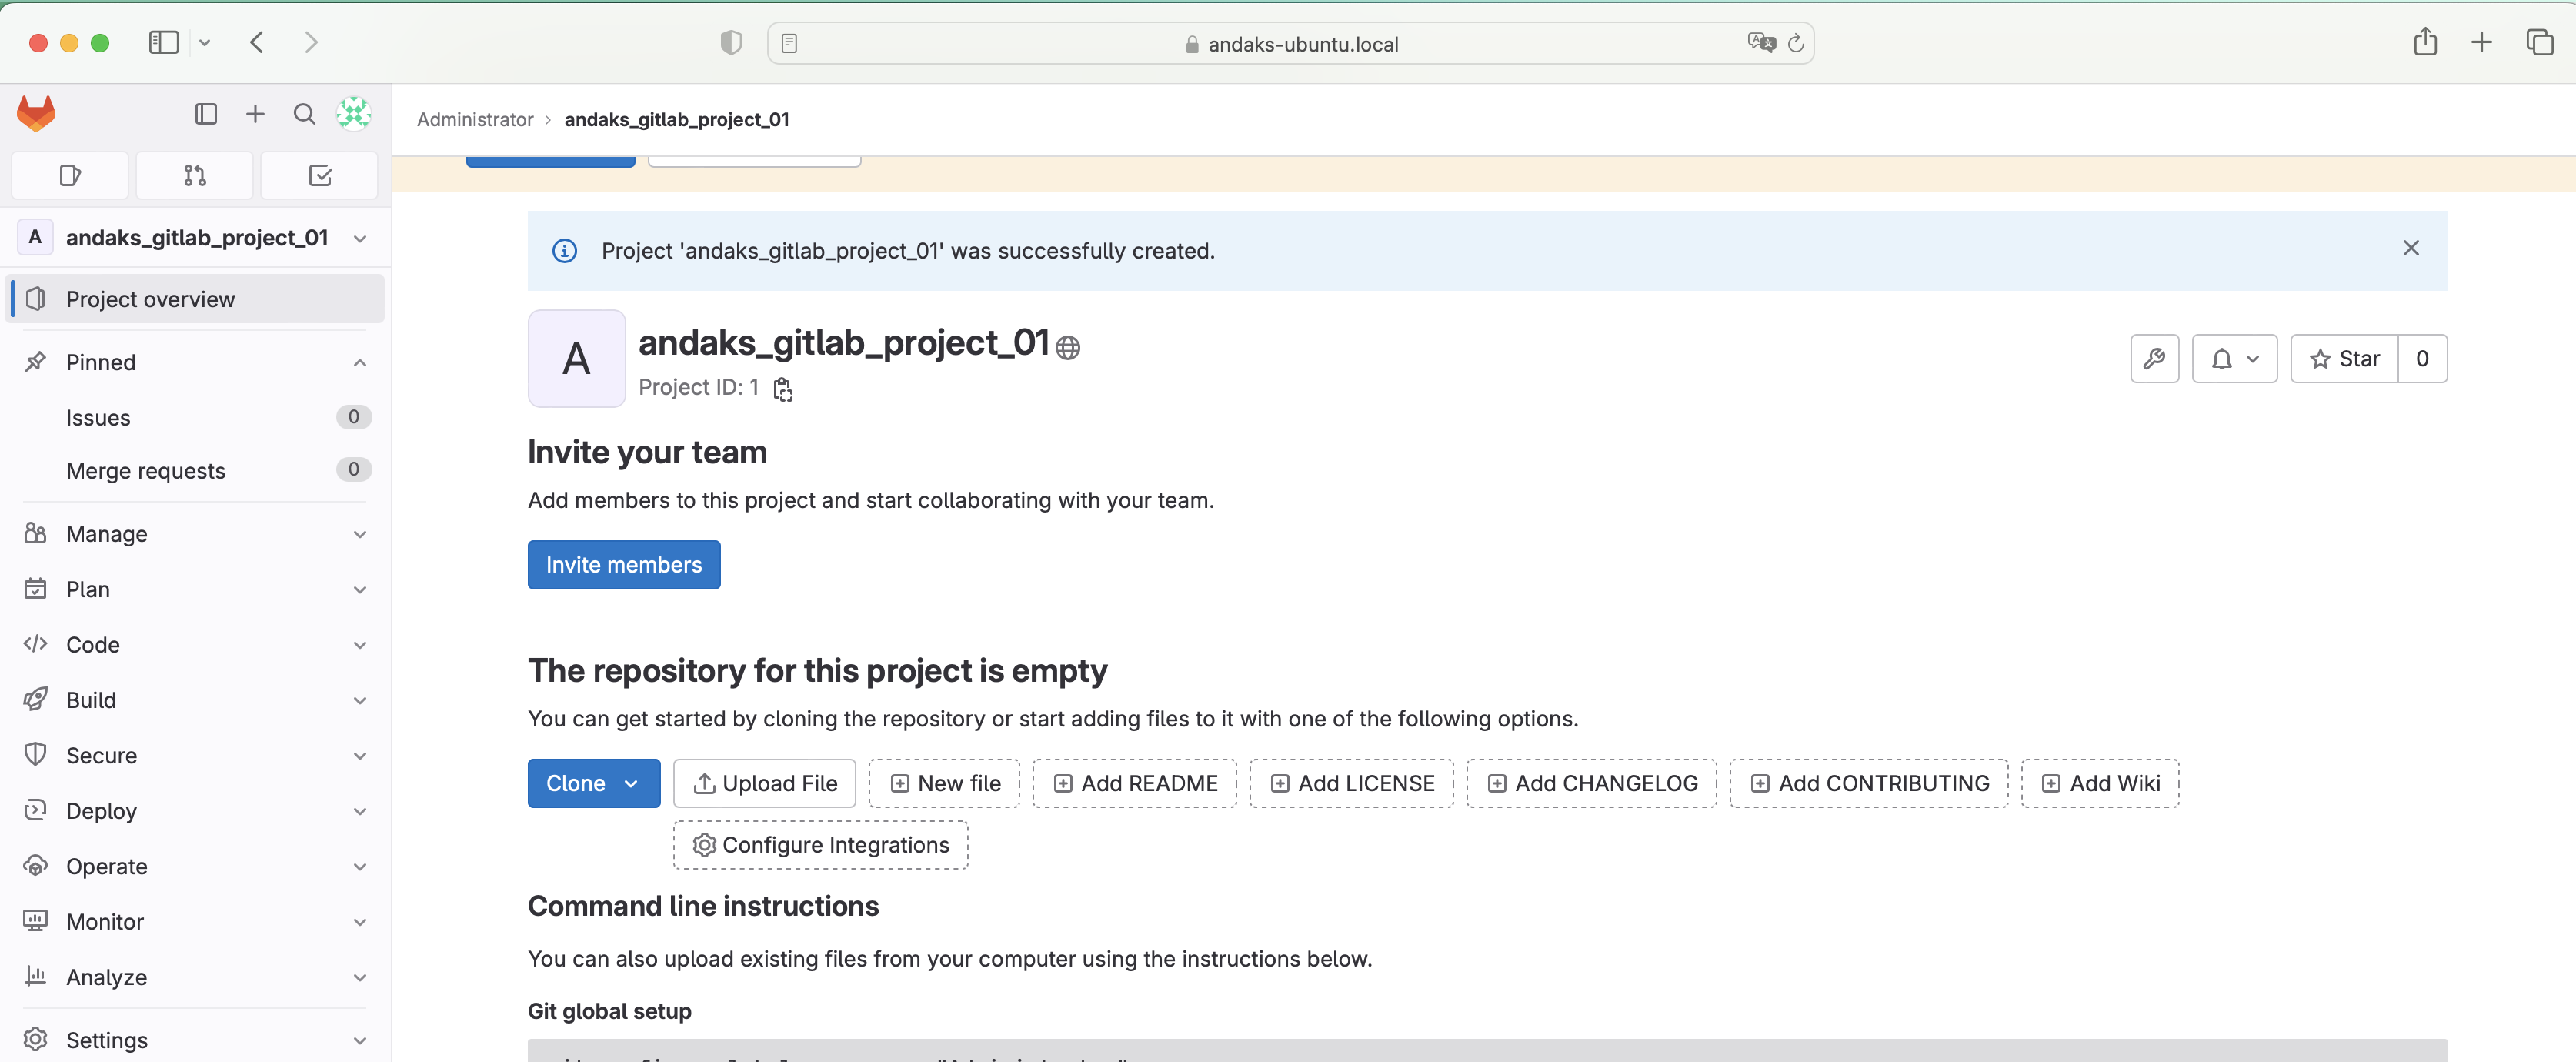 andaks-ubuntu.local
Administrator › andaks_gitlab_project_01
A andaks_gitlab_project_01
Project overview
Pinned
Issues 0
Merge requests 0
Manage
Plan
Code
Build
Secure
Deploy
Operate
Monitor
Analyze
Settings
Project 'andaks_gitlab_project_01' was successfully created.
A
andaks_gitlab_project_01
Project ID: 1
Star 0
Invite your team
Add members to this project and start collaborating with your team.
Invite members
The repository for this project is empty
You can get started by cloning the repository or start adding files to it with one of the following options.
Clone Upload File New file Add README Add LICENSE Add CHANGELOG Add CONTRIBUTING Add Wiki
Configure Integrations
Command line instructions
You can also upload existing files from your computer using the instructions below.
Git global setup